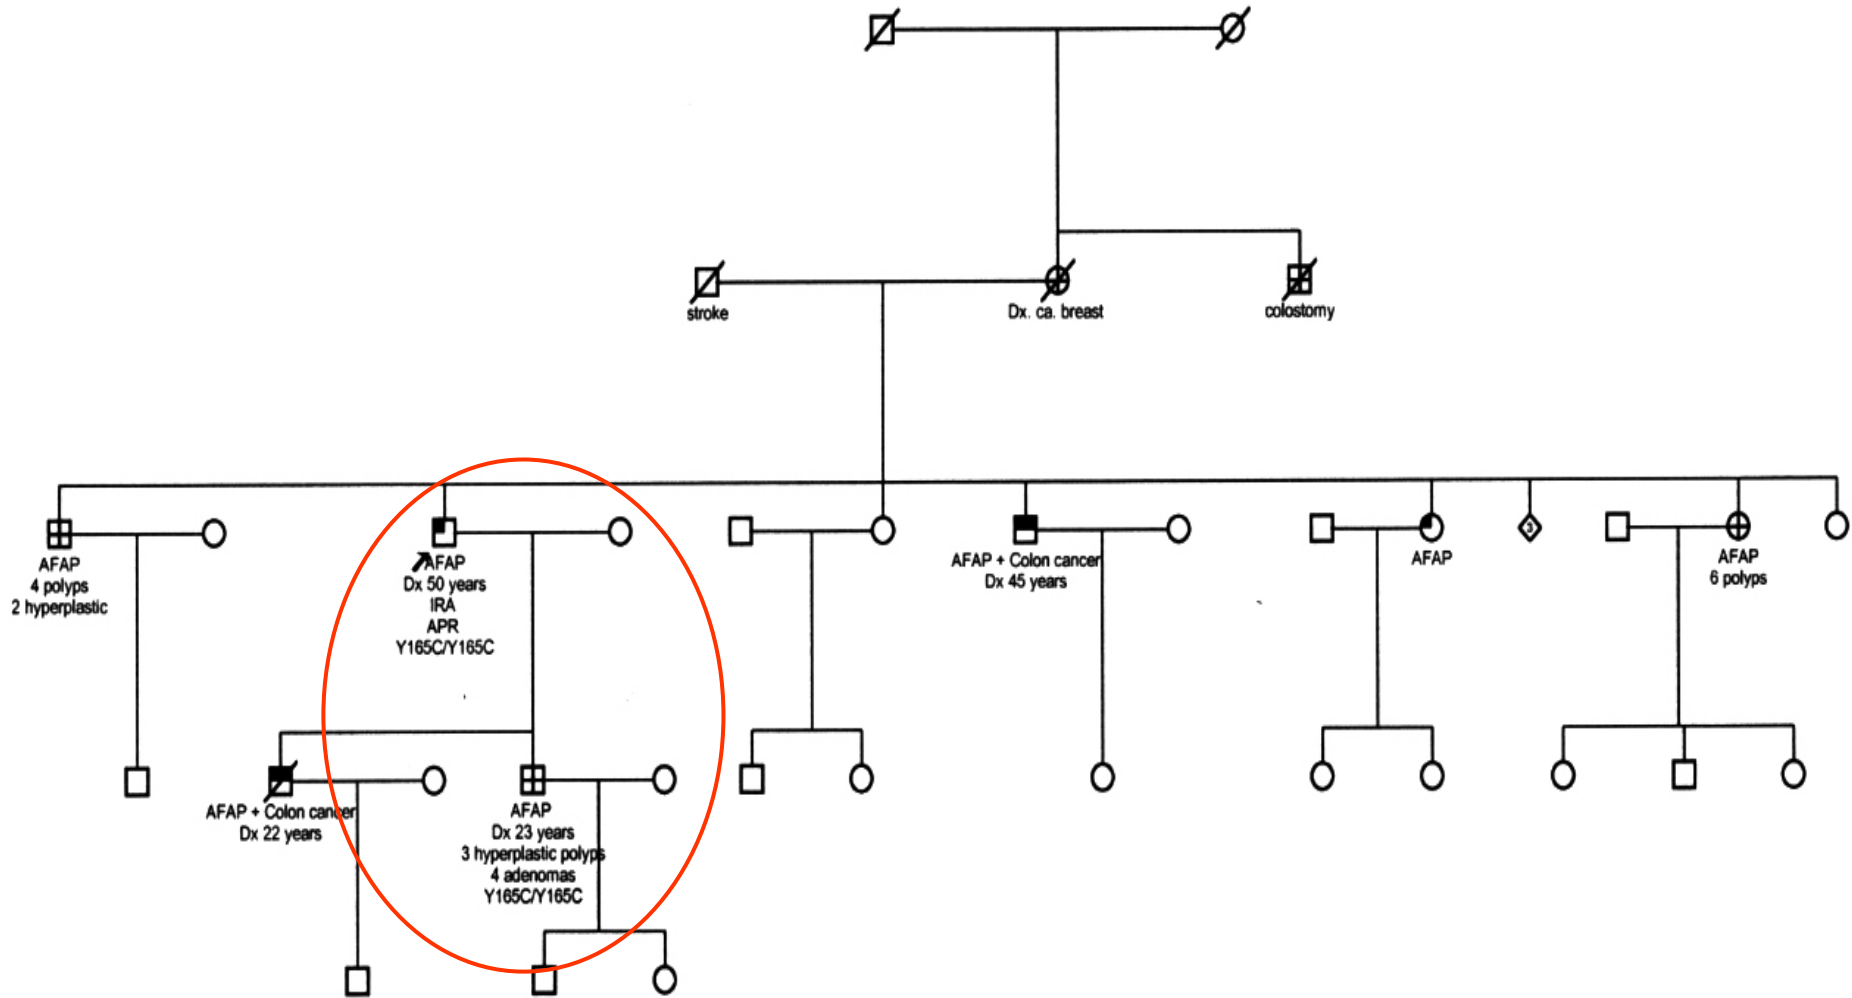 stroke
Dx. ca. breast
colostomy
AFAP
4 polyps
2 hyperplastic
AFAP
Dx 50 years
IRA
APR
Y165C/Y165C
AFAP + Colon cancer
Dx 45 years
AFAP
3
AFAP
6 polyps
AFAP + Colon cancer
Dx 22 years
AFAP
Dx 23 years
3 hyperplastic polyps
4 adenomas
Y165C/Y165C